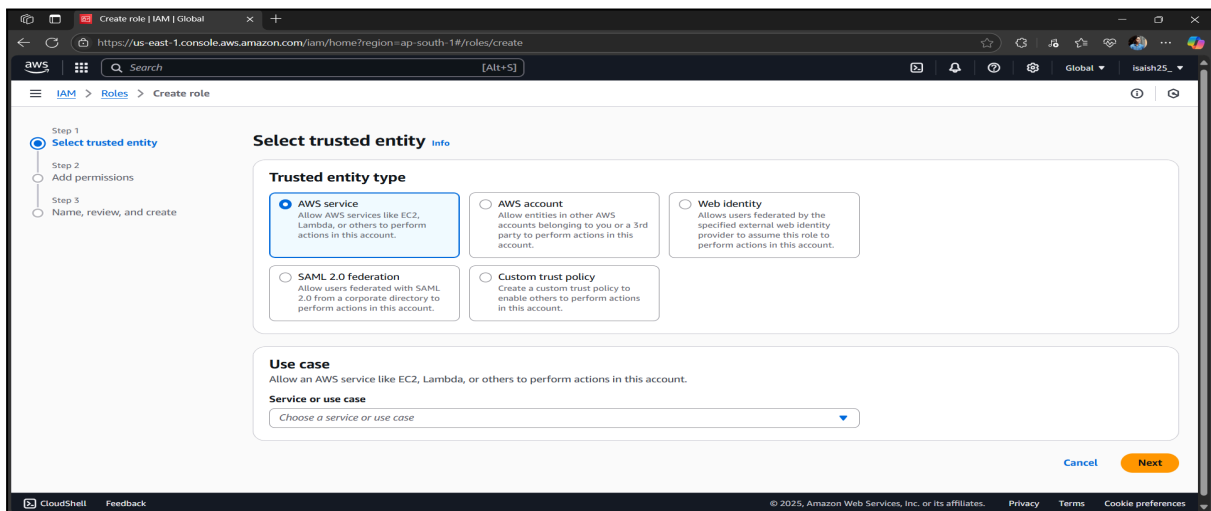 Create role | IAM | Global
https://us-east-1.console.aws.amazon.com/iam/home?region=ap-south-1#/roles/create
aws
Search
[Alt+S]
Global
isaish25_
IAM > Roles > Create role
Step 1
Select trusted entity
Step 2
Add permissions
Step 3
Name, review, and create
Select trusted entity Info
Trusted entity type
AWS service
Allow AWS services like EC2,
Lambda, or others to perform
actions in this account.
AWS account
Allow entities in other AWS
accounts belonging to you or a 3rd
party to perform actions in this
account.
Web identity
Allows users federated by the
specified external web identity
provider to assume this role to
perform actions in this account.
SAML 2.0 federation
Allow users federated with SAML
2.0 from a corporate directory to
perform actions in this account.
Custom trust policy
Create a custom trust policy to
enable others to perform actions
in this account.
Use case
Allow an AWS service like EC2, Lambda, or others to perform actions in this account.
Service or use case
Choose a service or use case
Cancel
Next
CloudShell
Feedback
© 2025, Amazon Web Services, Inc. or its affiliates.
Privacy
Terms
Cookie preferences